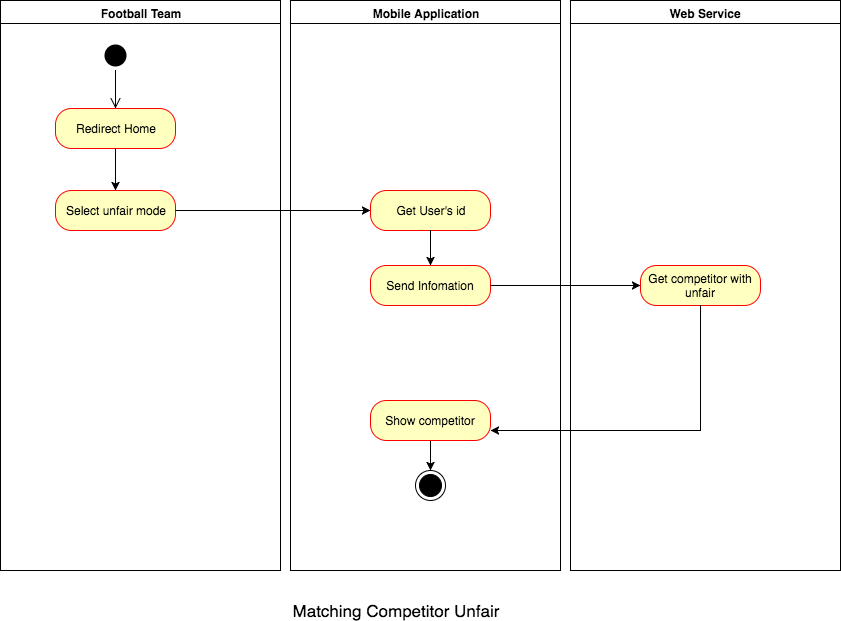 Football Team
Mobile Application
Web Service
Redirect Home
Select unfair mode
Get User's id
Send Infomation
Get competitor with
unfair
Show competitor
Matching Competitor Unfair